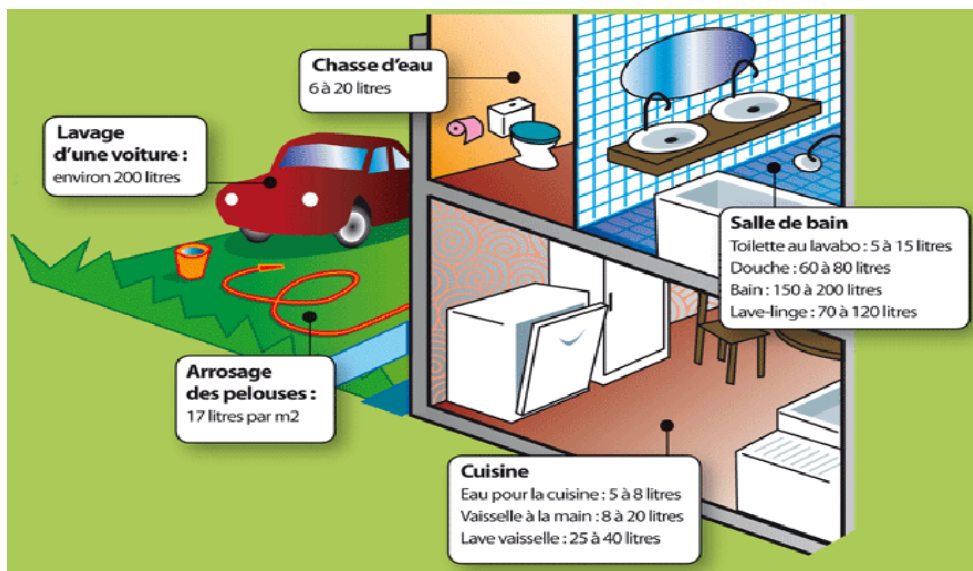 Chasse d'eau
6 à 20 litres
Lavage
d'une voiture :
environ 200 litres
Salle de bain
Toilette au lavabo : 5 à 15 litres
Douche : 60 à 80 litres
Bain : 150 à 200 litres
Lave-linge : 70 à 120 litres
Arrosage
des pelouses :
17 litres par m2
Cuisine
Eau pour la cuisine : 5 à 8 litres
Vaisselle à la main : 8 à 20 litres
Lave vaisselle : 25 à 40 litres